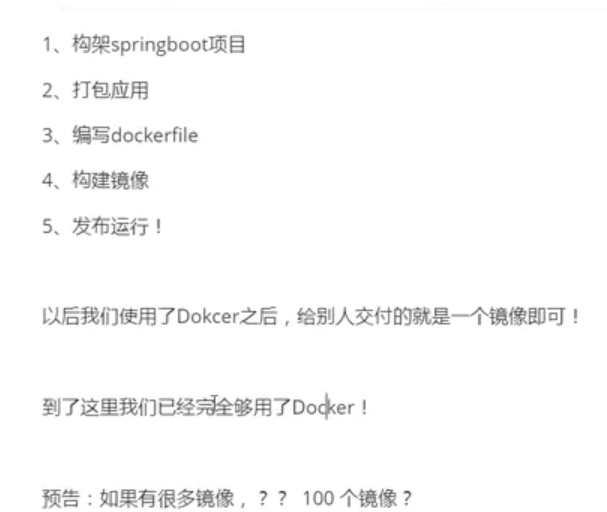 1、构架springboot项目
2、打包应用
3、编写dockerfile
4、构建镜像
5、发布运行！
以后我们使用了Dokcer之后，给别人交付的就是一个镜像即可！
到了这里我们已经完全够用了Docker！
预告：如果有很多镜像，？？ 100 个镜像？